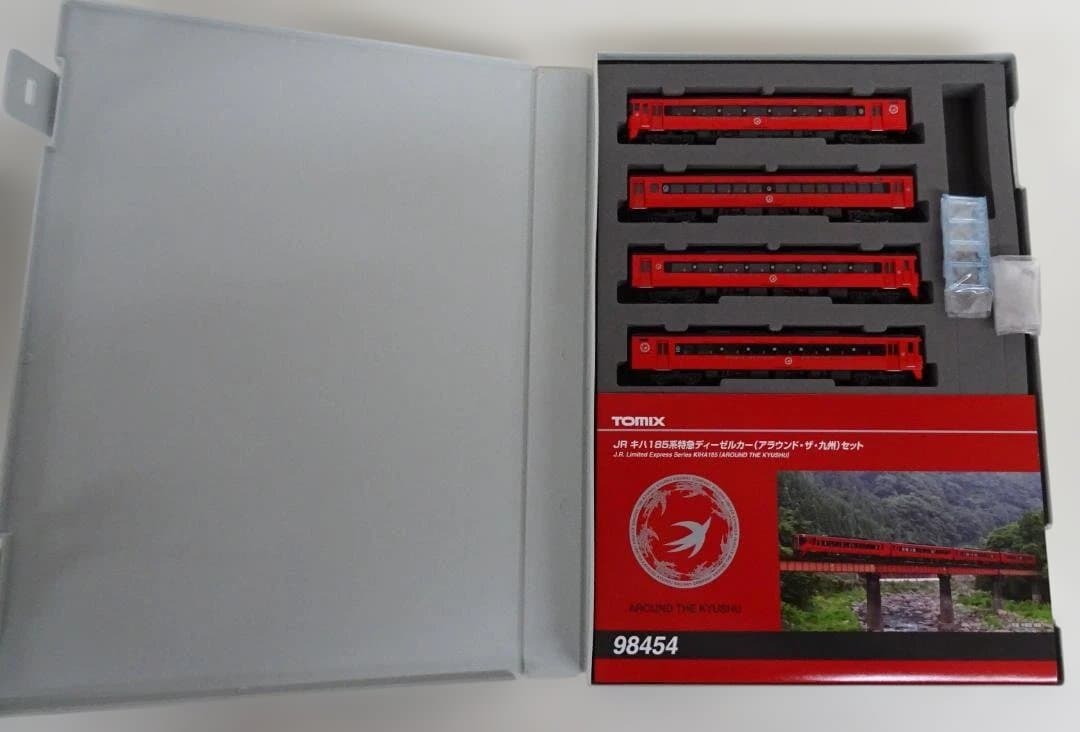 TOMIX
JR キハ185系特急ディーゼルカー(アラウンド・ザ・九州)セット
J.R. Limited Express Series KIHA185 (AROUND THE KYUSHU)
AROUND THE KYUSHU
98454